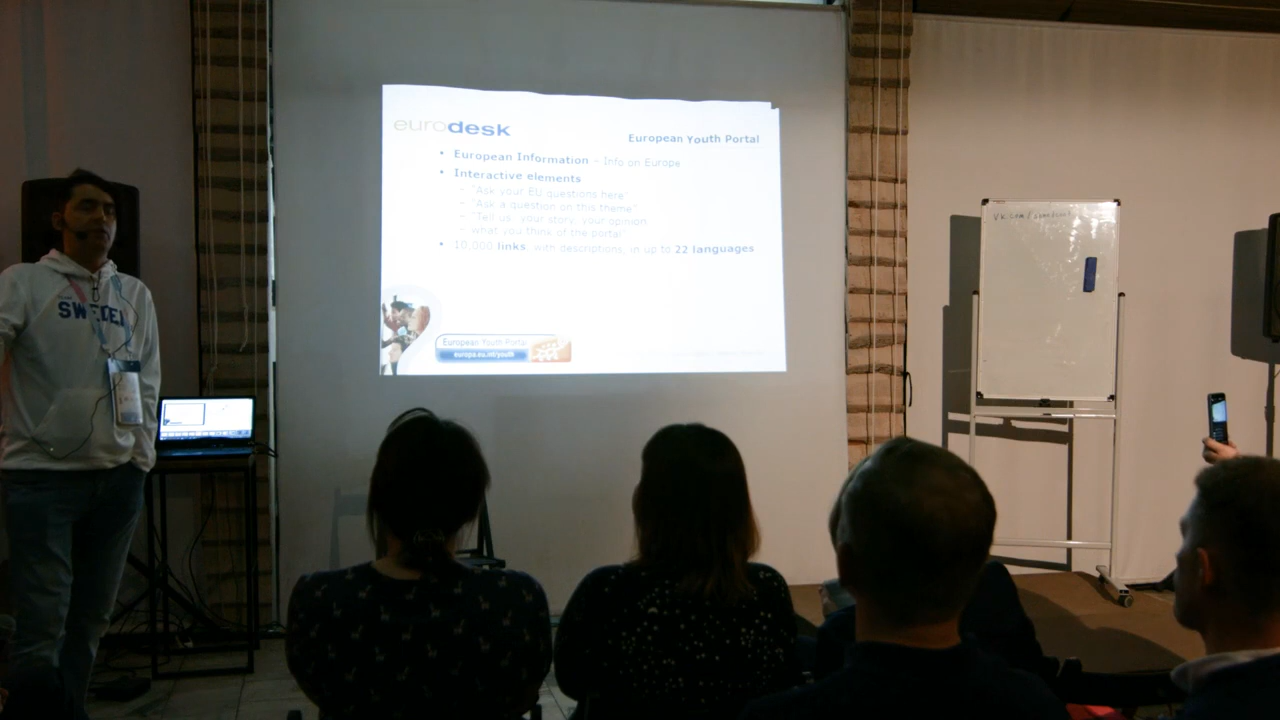 eurodesk
European Youth Portal
• European Information – Info on Europe
• Interactive elements
– "Ask your EU questions here"
– "Ask a question on this theme"
– "Tell us" your story, your opinion
– what you think of the portal"
• 10,000 links, with descriptions, in up to 22 languages
European Youth Portal
europa.eu.int/youth
SWEDEN
vk.com/